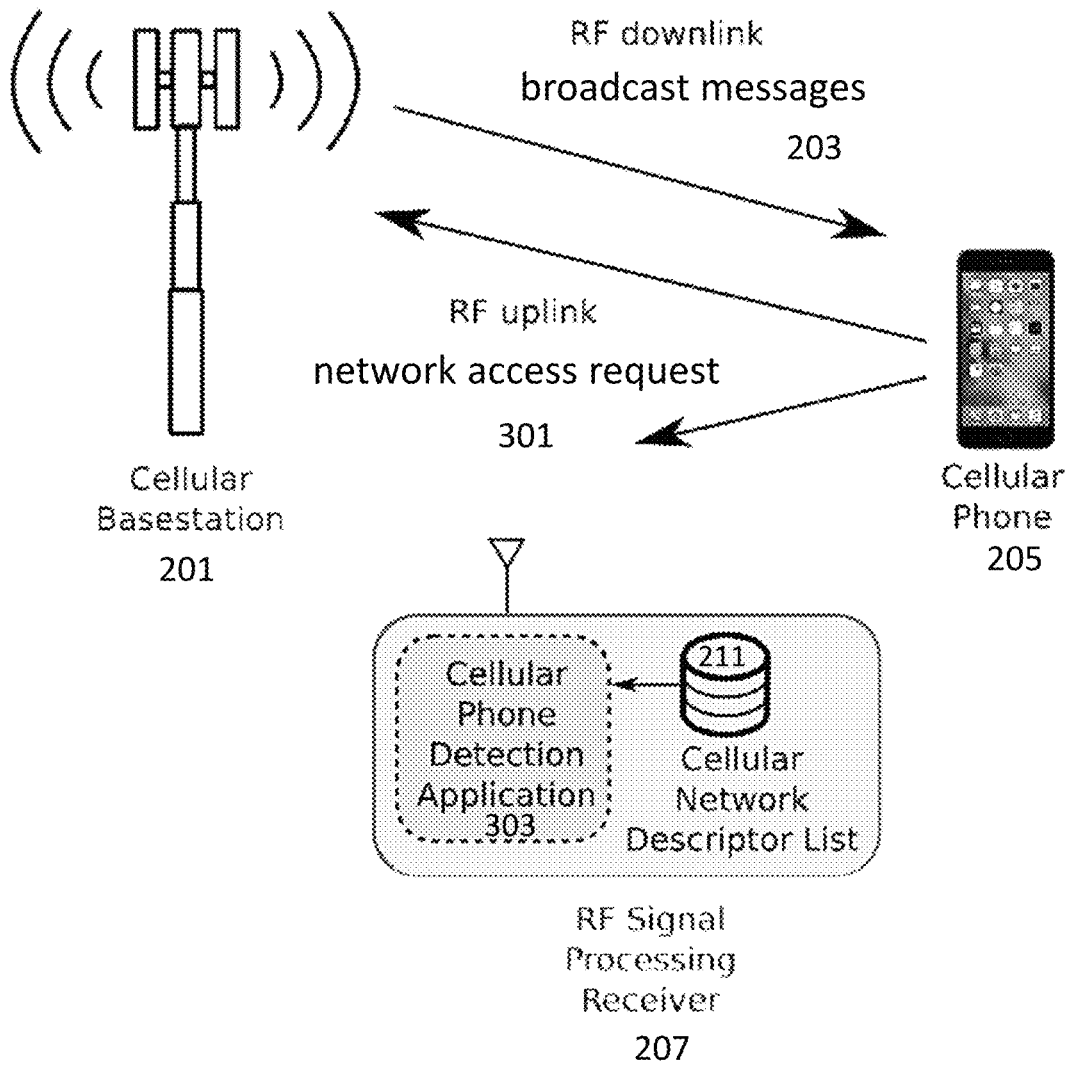 RF downlink
broadcast messages
203
RF uplink
network access request
301
Cellular
Basestation
201
Cellular
Phone
205
Cellular
Phone
Detection
Application
303
211
Cellular
Network
Descriptor List
RF Signal
Processing
Receiver
207